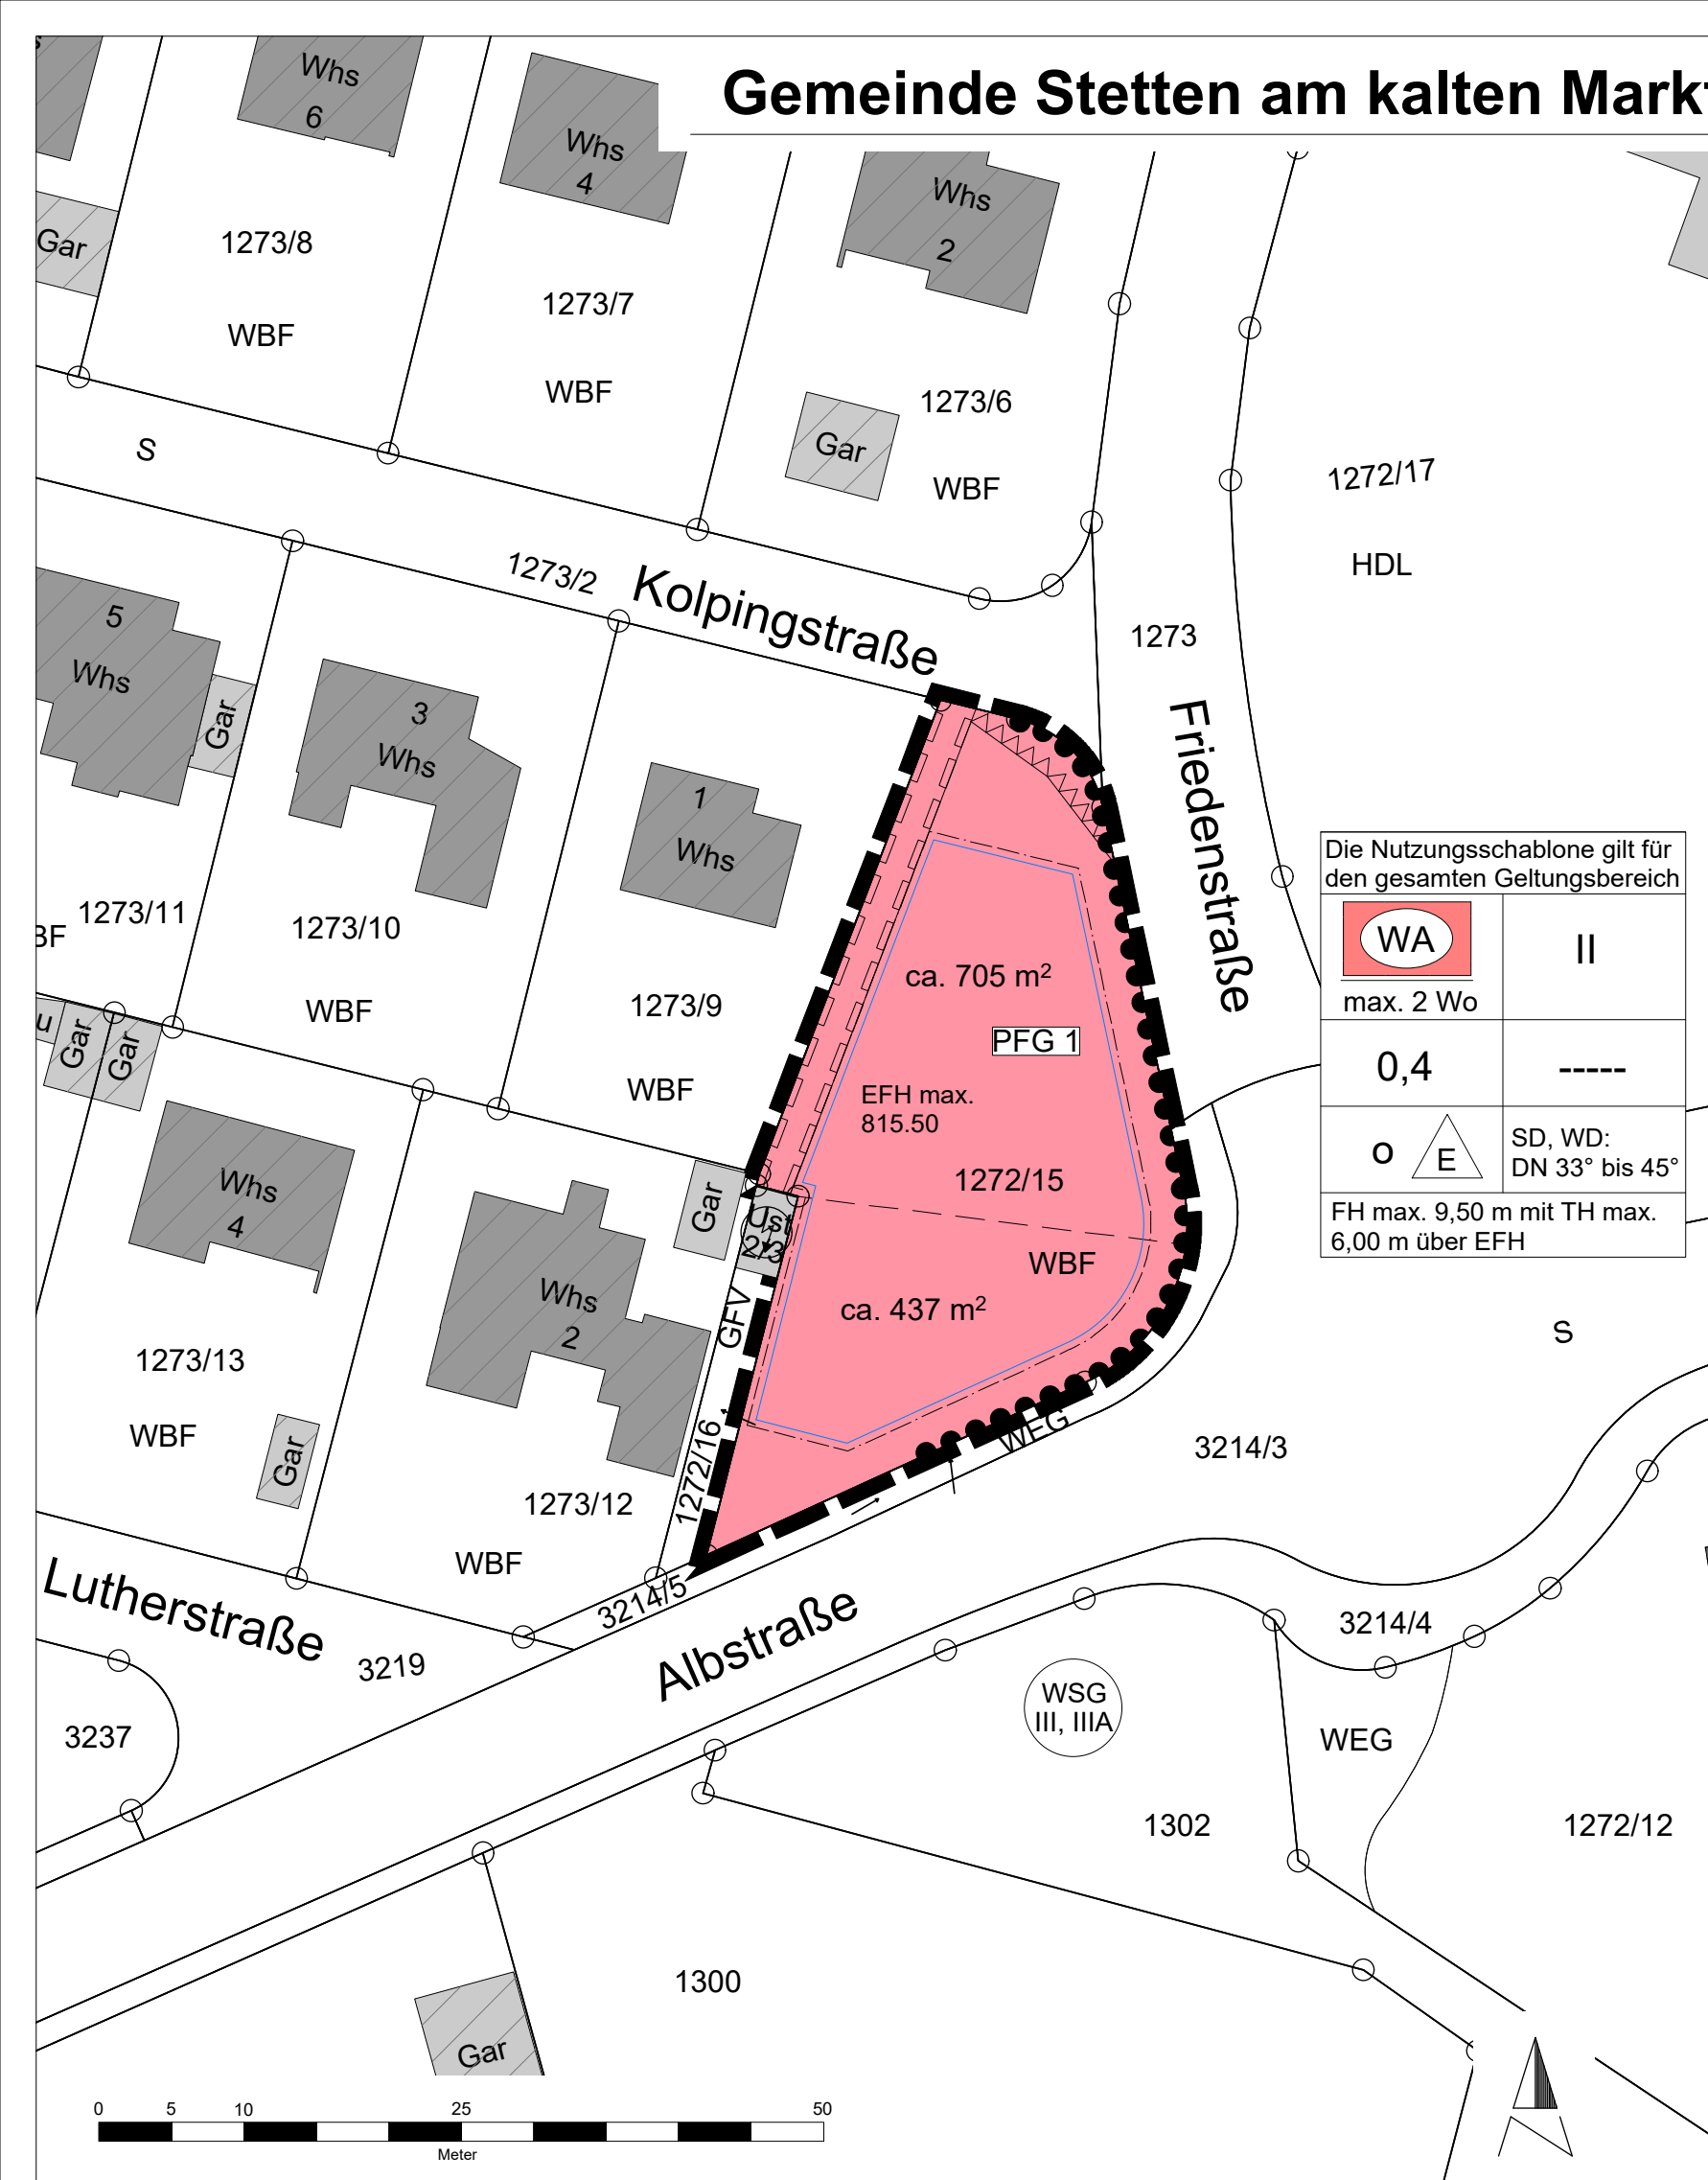 Gemeinde Stetten am kalten Markt
Whs
6
Whs
4
Whs
2
Gar
1273/8
WBF
1273/7
WBF
1273/6
Gar
WBF
S
1272/17
HDL
1273/2
Kolpingstraße
1273
Friedenstraße
5
Whs
Gar
3
Whs
1
Whs
1273/11
BF
1273/10
WBF
1273/9
WBF
u
Gar
Gar
ca. 705 m²
PFG 1
EFH max.
815.50
1272/15
WBF
ca. 437 m²
Die Nutzungsschablone gilt für
den gesamten Geltungsbereich
WA
II
max. 2 Wo
0,4
-----
o
E
SD, WD:
DN 33° bis 45°
FH max. 9,50 m mit TH max.
6,00 m über EFH
Whs
4
Gar
Ust
2/3
GFV
Whs
2
1273/13
WBF
Gar
1272/16
1273/12
WBF
WEG
3214/3
S
Lutherstraße
3219
3214/5
Albstraße
3214/4
3237
WSG
III, IIIA
WEG
1302
1272/12
1300
Gar
0 5 10 25 50
Meter